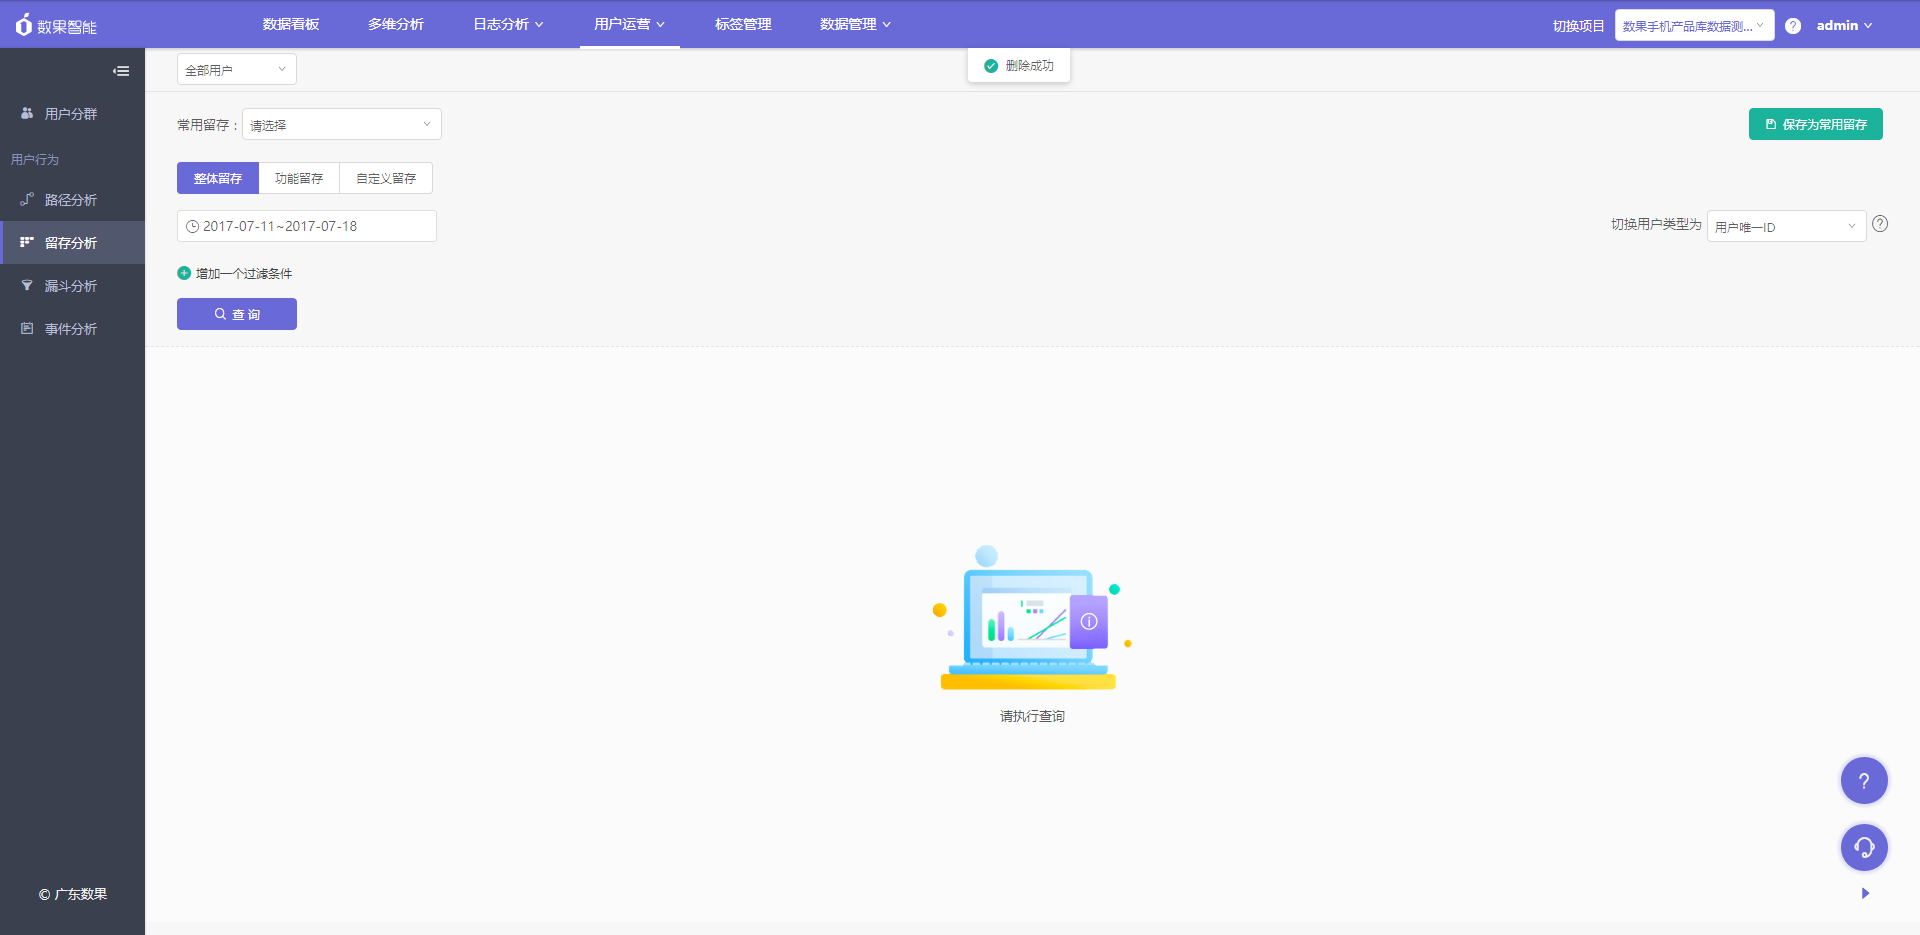 数果智能
数据看板
多维分析
日志分析
用户运营
标签管理
数据管理
切换项目
数果手机产品库数据测...
?
admin
删除成功
全部用户
用户分群
用户行为
路径分析
留存分析
漏斗分析
事件分析
© 广东数果
常用留存：
请选择
保存为常用留存
整体留存
功能留存
自定义留存
2017-07-11~2017-07-18
切换用户类型为
用户唯一ID
?
增加一个过滤条件
查 询
请执行查询
?